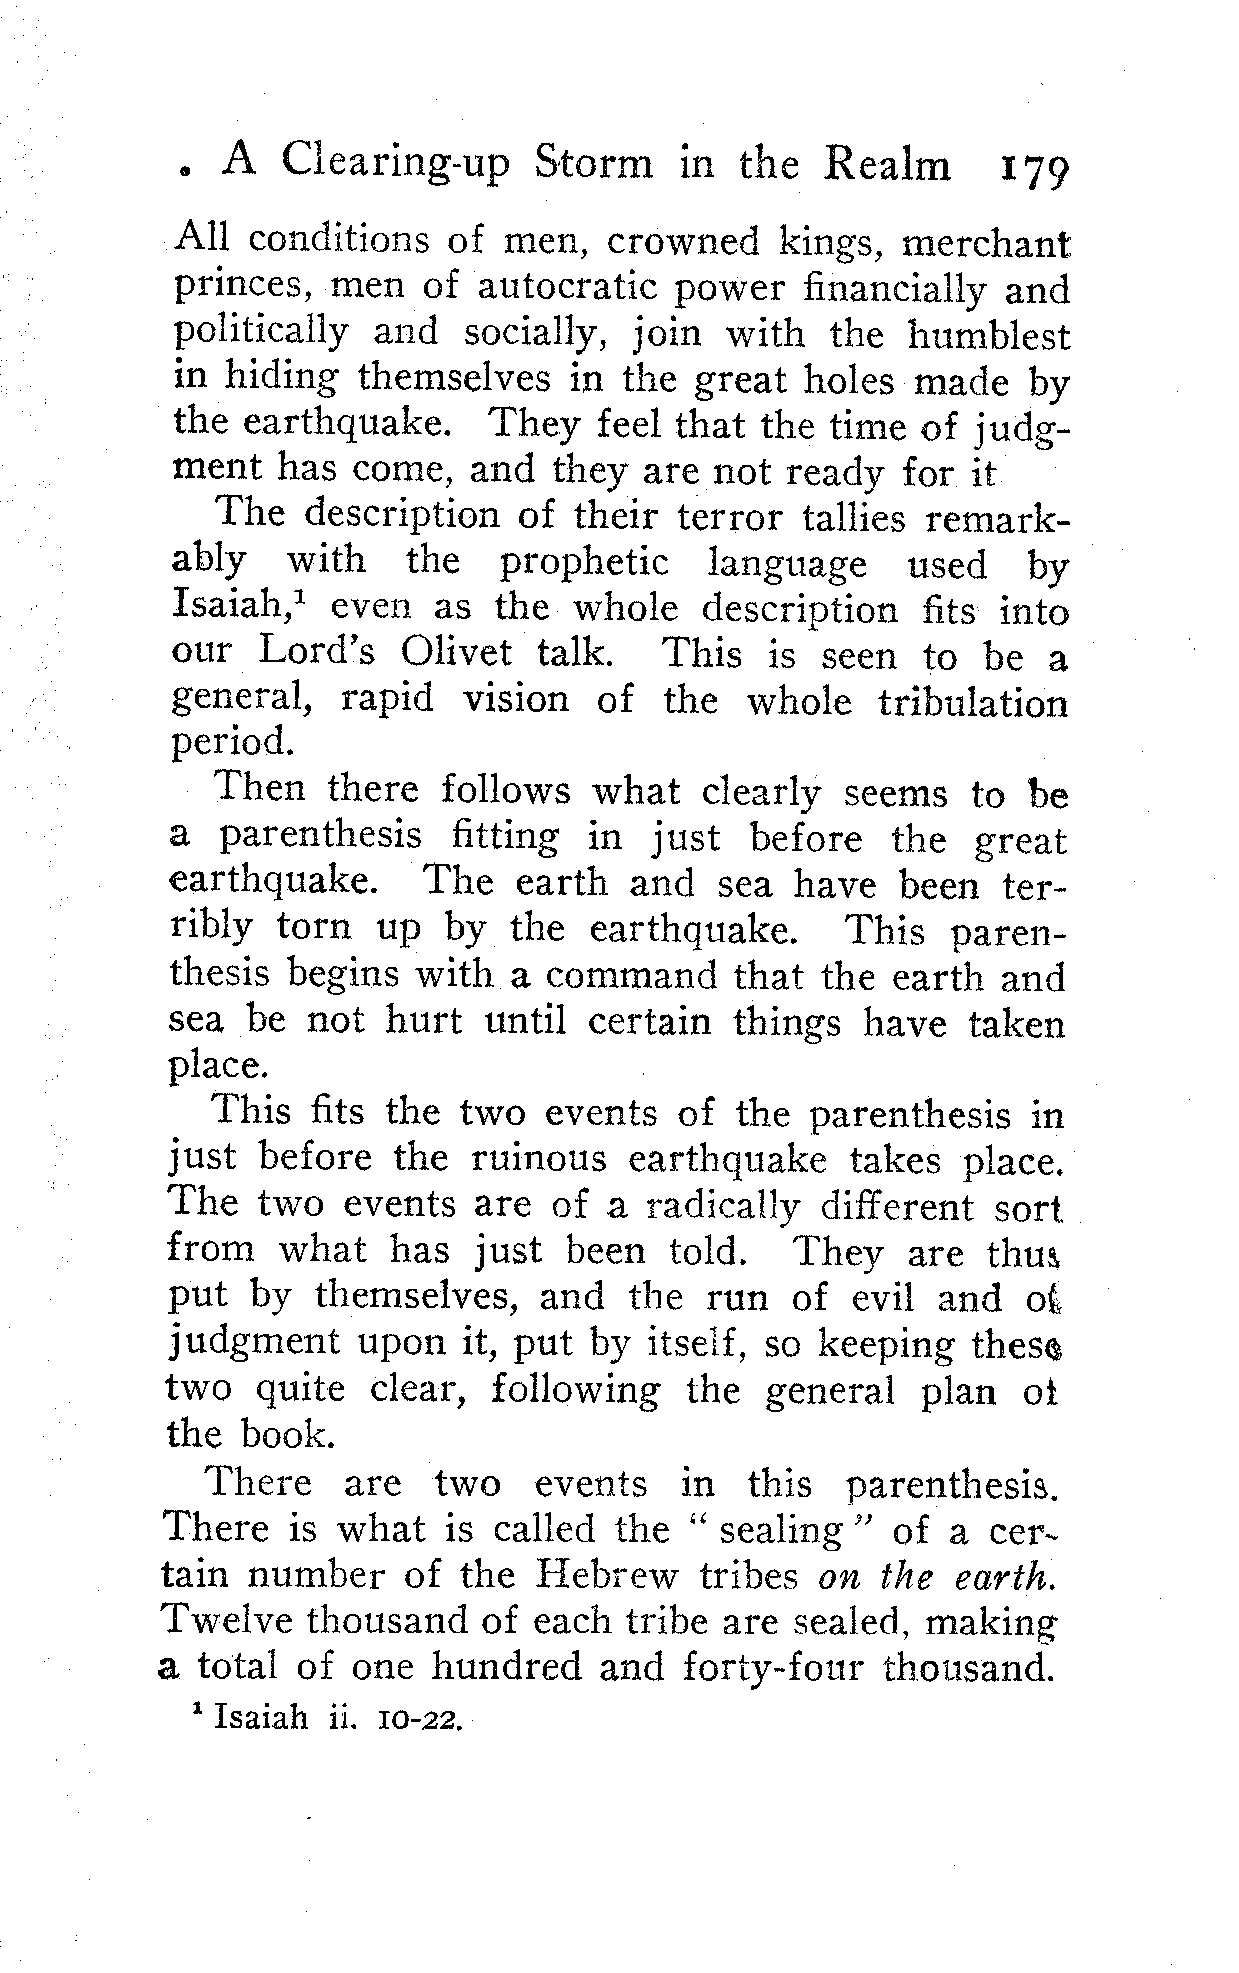 . A Clearing-up Storm in the Realm 179
All conditions of men, crowned kings, merchant
princes, men of autocratic power financially and
politically and socially, join with the humblest
in hiding themselves in the great holes made by
the earthquake. They feel that the time of judg-
ment has come, and they are not ready for it
The description of their terror tallies remark-
ably with the prophetic language used by
Isaiah,¹ even as the whole description fits into
our Lord's Olivet talk. This is seen to be a
general, rapid vision of the whole tribulation
period.
Then there follows what clearly seems to be
a parenthesis fitting in just before the great
earthquake. The earth and sea have been ter-
ribly torn up by the earthquake. This paren-
thesis begins with a command that the earth and
sea be not hurt until certain things have taken
place.
This fits the two events of the parenthesis in
just before the ruinous earthquake takes place.
The two events are of a radically different sort
from what has just been told. They are thus
put by themselves, and the run of evil and of
judgment upon it, put by itself, so keeping these
two quite clear, following the general plan of
the book.
There are two events in this parenthesis.
There is what is called the “ sealing ” of a cer-
tain number of the Hebrew tribes on the earth.
Twelve thousand of each tribe are sealed, making
a total of one hundred and forty-four thousand.
¹ Isaiah ii. 10-22.